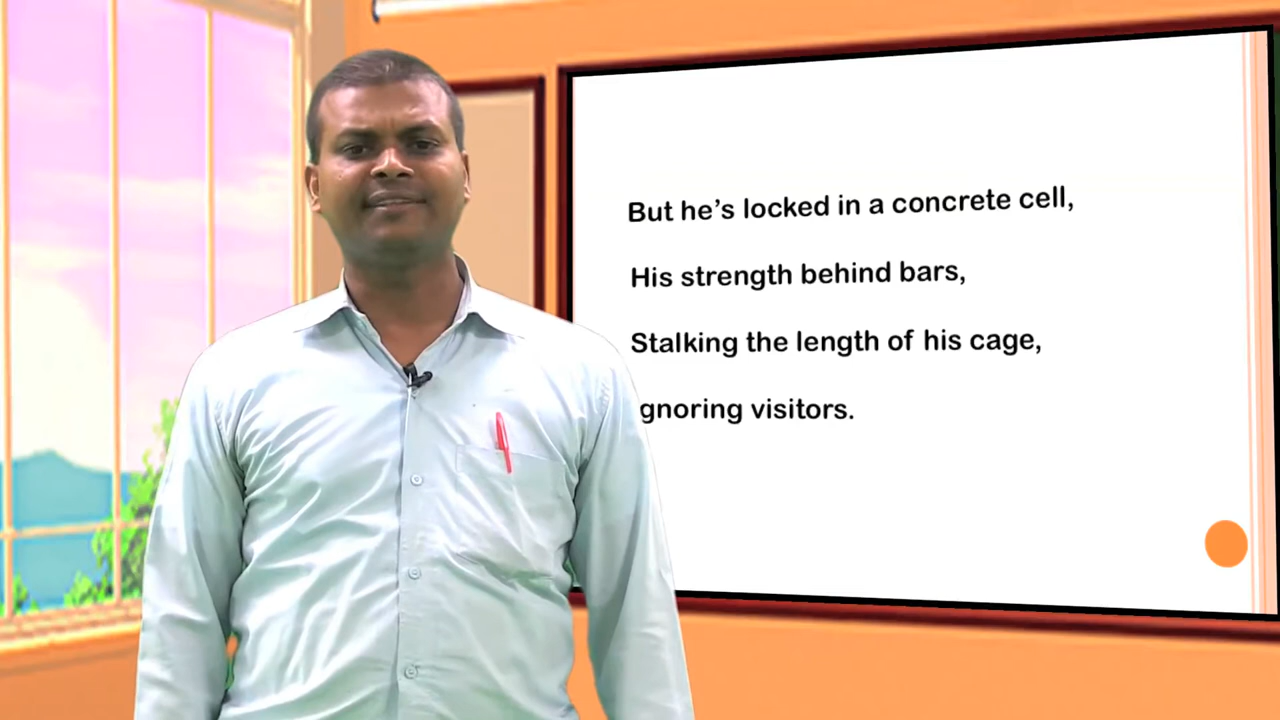 But he’s locked in a concrete cell,
His strength behind bars,
Stalking the length of his cage,
gnoring visitors.